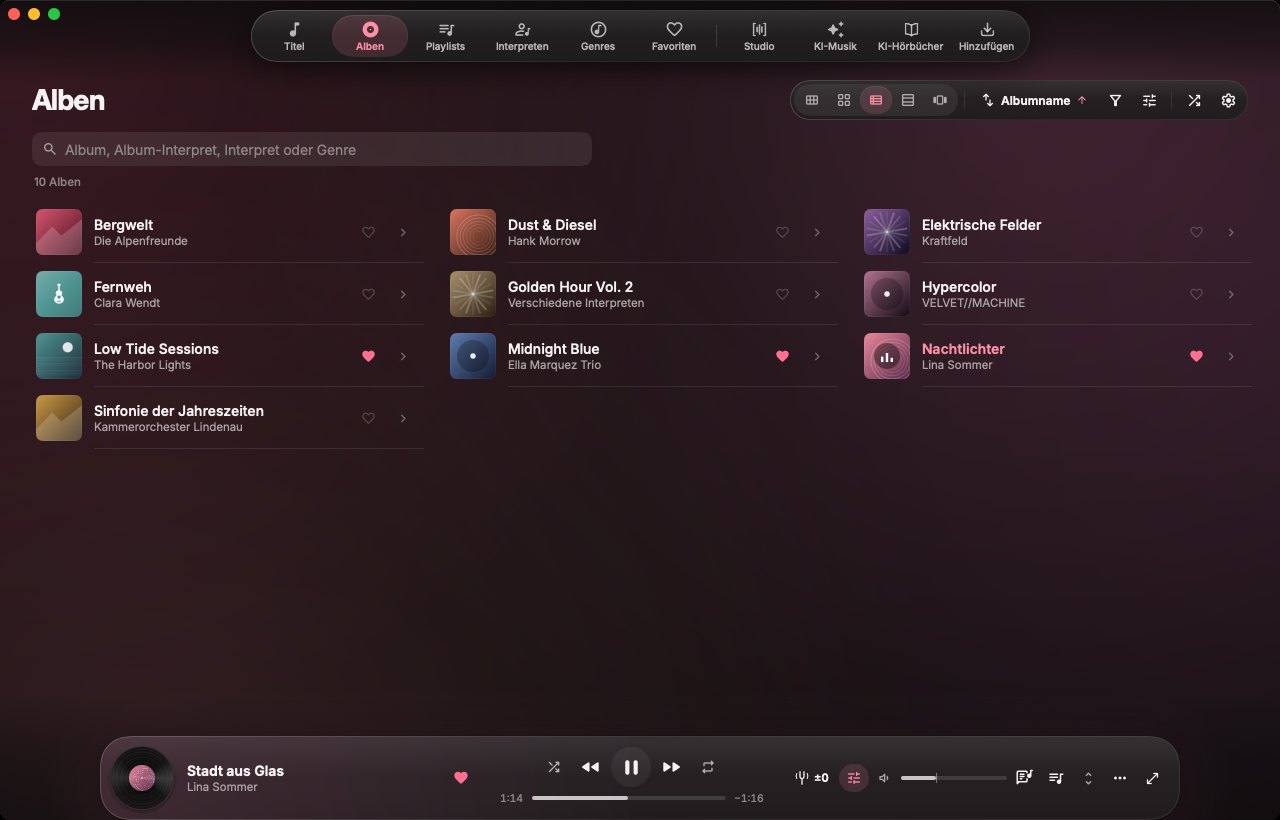 Titel
Alben
Playlists
Interpreten
Genres
Favoriten
Studio
KI-Musik
KI-Hörbücher
Hinzufügen
Alben
Albumname
Album, Album-Interpret, Interpret oder Genre
10 Alben
Bergwelt
Die Alpenfreunde
Dust & Diesel
Hank Morrow
Elektrische Felder
Kraftfeld
Fernweh
Clara Wendt
Golden Hour Vol. 2
Verschiedene Interpreten
Hypercolor
VELVET//MACHINE
Low Tide Sessions
The Harbor Lights
Midnight Blue
Ella Marquez Trio
Nachtlichter
Lina Sommer
Sinfonie der Jahreszeiten
Kammerorchester Lindenau
Stadt aus Glas
Lina Sommer
1:14
−1:16
±0